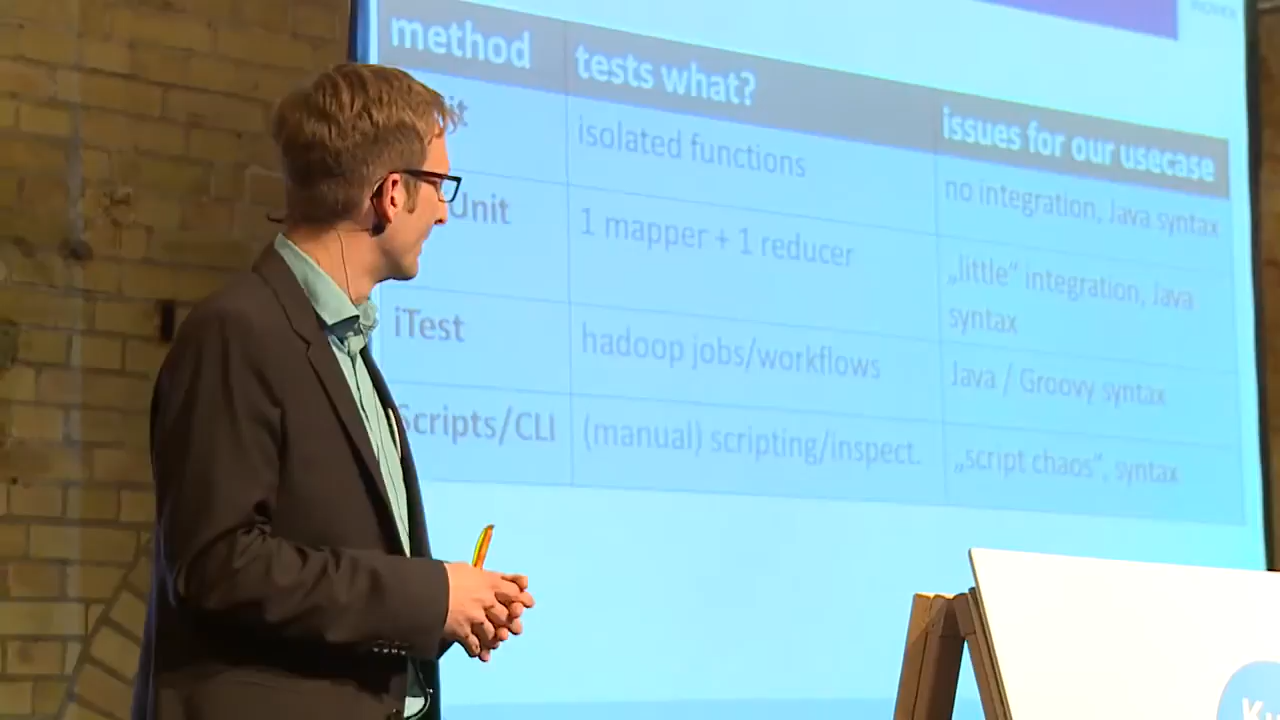 method tests what? issues for our usecase
it isolated functions no integration, Java syntax
Unit 1 mapper + 1 reducer „little“ integration, Java
syntax
iTest hadoop jobs/workflows Java / Groovy syntax
Scripts/CLI (manual) scripting/inspect. „script chaos“, syntax